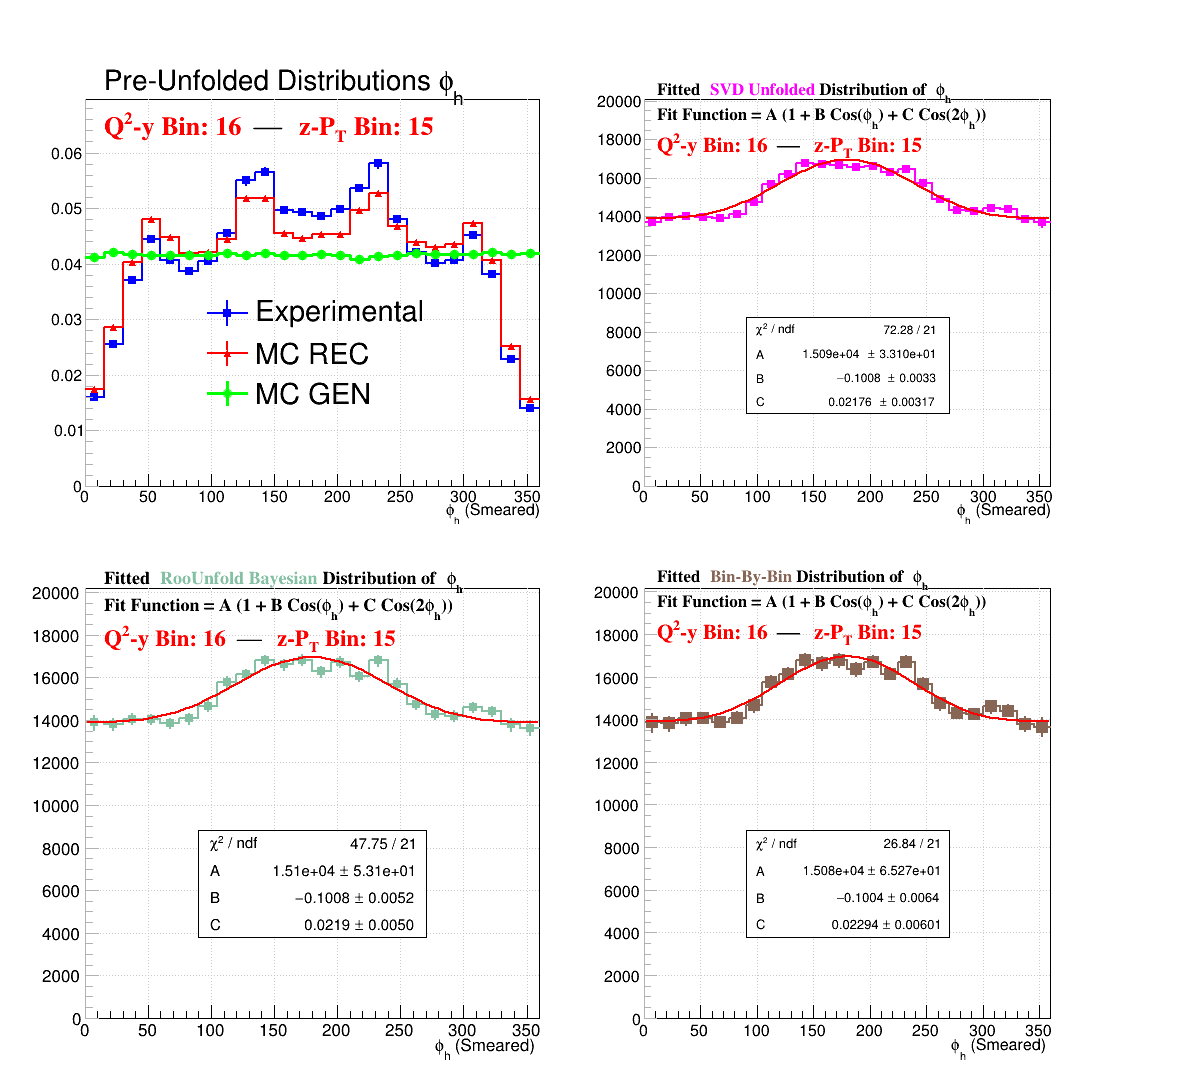 Pre-Unfolded Distributions ϕh
Q²-y Bin: 16 — z-PT Bin: 15
0.06
0.05
0.04
0.03
0.02
0.01
0
Experimental
MC REC
MC GEN
0 50 100 150 200 250 300 350
ϕh (Smeared)
Fitted SVD Unfolded Distribution of ϕh
Fit Function = A (1 + B Cos(ϕh) + C Cos(2ϕh))
Q²-y Bin: 16 — z-PT Bin: 15
20000
18000
16000
14000
12000
10000
8000
6000
4000
2000
0
χ² / ndf 72.28 / 21
A 1.509e+04 ± 3.310e+01
B −0.1008 ± 0.0033
C 0.02176 ± 0.00317
0 50 100 150 200 250 300 350
ϕh (Smeared)
Fitted RooUnfold Bayesian Distribution of ϕh
Fit Function = A (1 + B Cos(ϕh) + C Cos(2ϕh))
Q²-y Bin: 16 — z-PT Bin: 15
20000
18000
16000
14000
12000
10000
8000
6000
4000
2000
0
χ² / ndf 47.75 / 21
A 1.51e+04 ± 5.31e+01
B −0.1008 ± 0.0052
C 0.0219 ± 0.0050
0 50 100 150 200 250 300 350
ϕh (Smeared)
Fitted Bin-By-Bin Distribution of ϕh
Fit Function = A (1 + B Cos(ϕh) + C Cos(2ϕh))
Q²-y Bin: 16 — z-PT Bin: 15
20000
18000
16000
14000
12000
10000
8000
6000
4000
2000
0
χ² / ndf 26.84 / 21
A 1.508e+04 ± 6.527e+01
B −0.1004 ± 0.0064
C 0.02294 ± 0.00601
0 50 100 150 200 250 300 350
ϕh (Smeared)